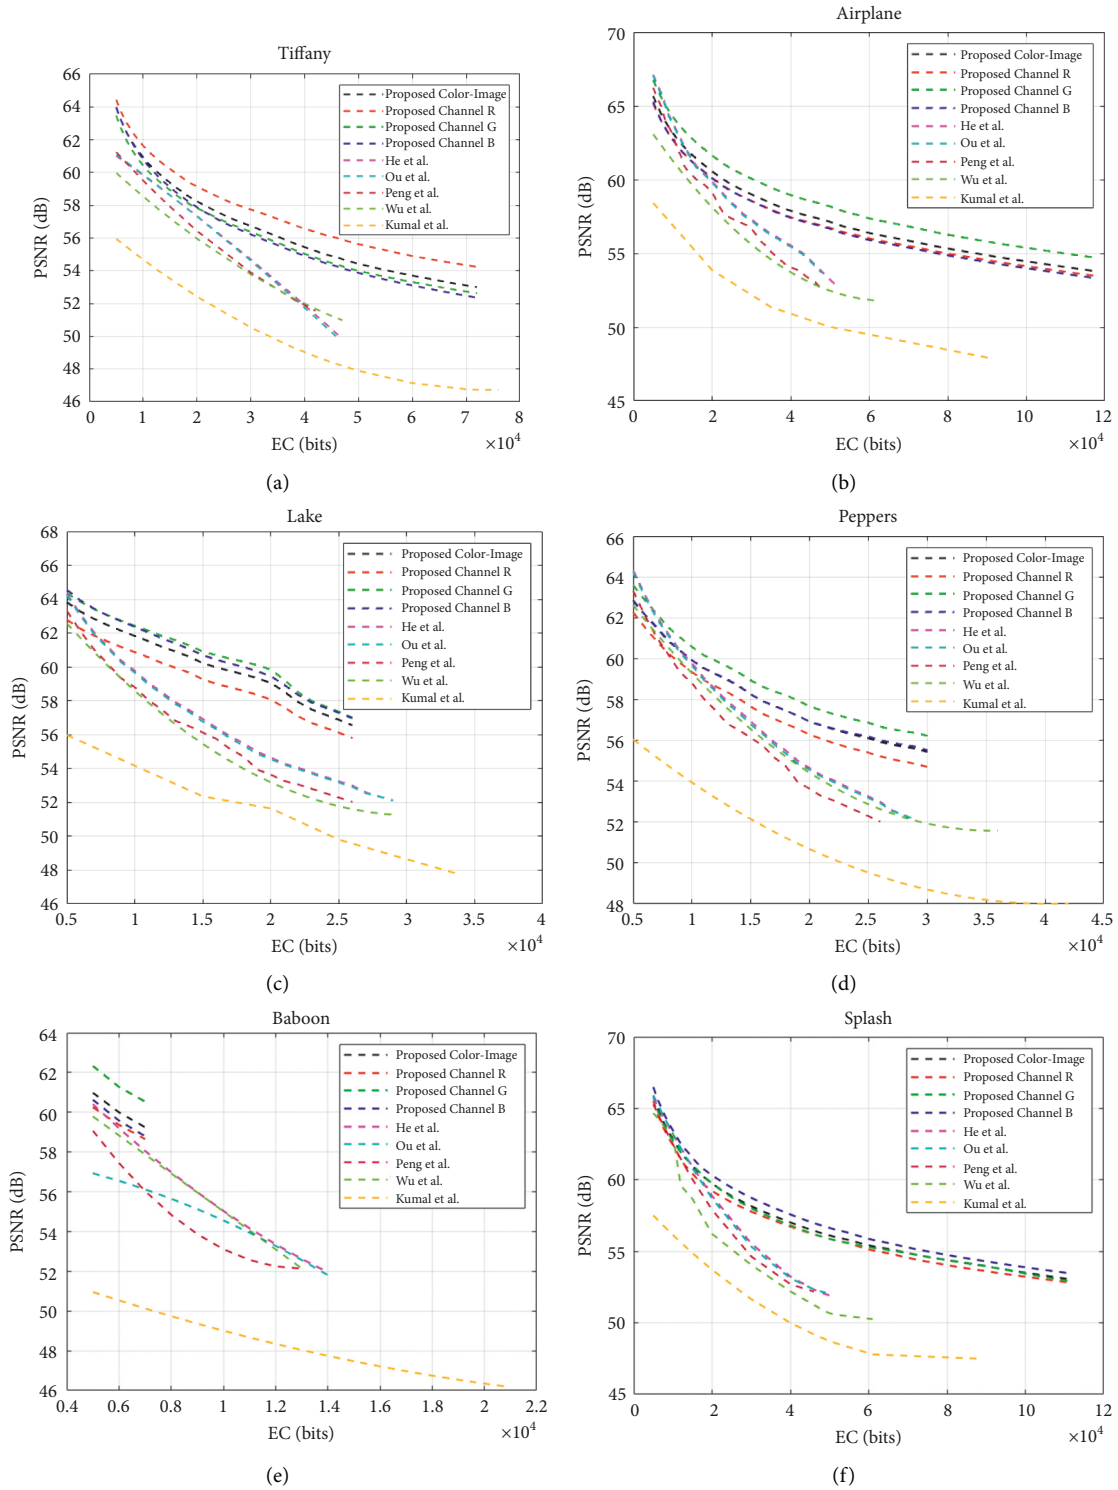 Tiffany
66
64
62
60
58
56
54
52
50
48
46
PSNR (dB)
0 1 2 3 4 5 6 7 8
×10^4
EC (bits)
Proposed Color-Image
Proposed Channel R
Proposed Channel G
Proposed Channel B
He et al.
Ou et al.
Peng et al.
Wu et al.
Kumal et al.
(a)
Airplane
70
65
60
55
50
45
PSNR (dB)
0 2 4 6 8 10 12
×10^4
EC (bits)
Proposed Color-Image
Proposed Channel R
Proposed Channel G
Proposed Channel B
He et al.
Ou et al.
Peng et al.
Wu et al.
Kumal et al.
(b)
Lake
68
66
64
62
60
58
56
54
52
50
48
46
PSNR (dB)
0.5 1 1.5 2 2.5 3 3.5 4
×10^4
EC (bits)
Proposed Color-Image
Proposed Channel R
Proposed Channel G
Proposed Channel B
He et al.
Ou et al.
Peng et al.
Wu et al.
Kumal et al.
(c)
Peppers
66
64
62
60
58
56
54
52
50
48
PSNR (dB)
0.5 1 1.5 2 2.5 3 3.5 4 4.5
×10^4
EC (bits)
Proposed Color-Image
Proposed Channel R
Proposed Channel G
Proposed Channel B
He et al.
Ou et al.
Peng et al.
Wu et al.
Kumal et al.
(d)
Baboon
64
62
60
58
56
54
52
50
48
46
PSNR (dB)
0.4 0.6 0.8 1 1.2 1.4 1.6 1.8 2 2.2
×10^4
EC (bits)
Proposed Color-Image
Proposed Channel R
Proposed Channel G
Proposed Channel B
He et al.
Ou et al.
Peng et al.
Wu et al.
Kumal et al.
(e)
Splash
70
65
60
55
50
45
PSNR (dB)
0 2 4 6 8 10 12
×10^4
EC (bits)
Proposed Color-Image
Proposed Channel R
Proposed Channel G
Proposed Channel B
He et al.
Ou et al.
Peng et al.
Wu et al.
Kumal et al.
(f)